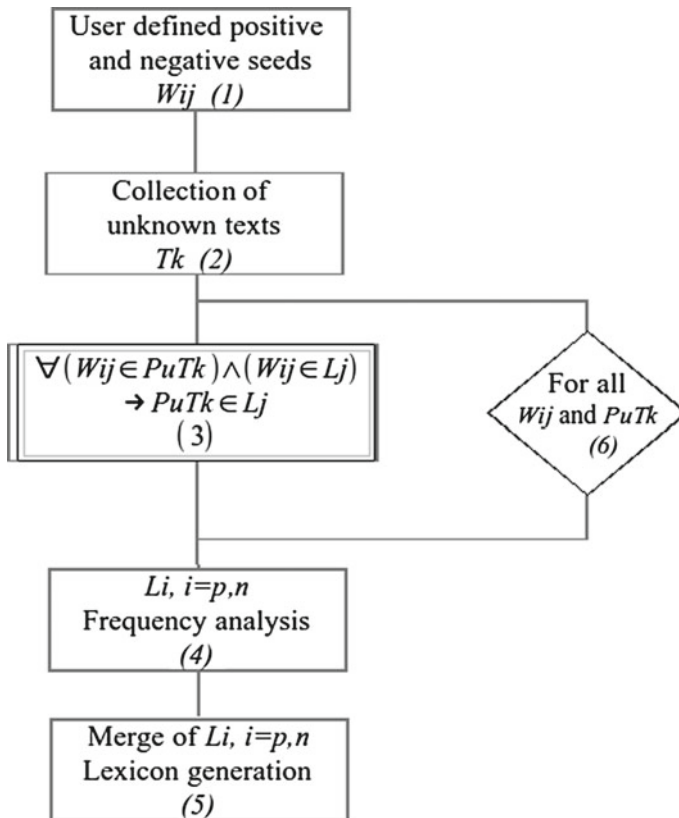 User defined positive
and negative seeds
Wij (1)
Collection of
unknown texts
Tk (2)
∀(Wij∈PuTk)∧(Wij∈Lj)
→ PuTk∈Lj
(3)
For all
Wij and PuTk
(6)
Li, i=p,n
Frequency analysis
(4)
Merge of Li, i=p,n
Lexicon generation
(5)